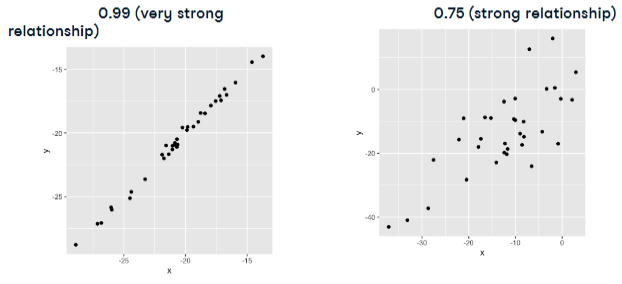 0.99 (very strong
relationship)
-15
-20
-25
y
-25 -20 -15
x
0.75 (strong relationship)
0
-20
-40
y
-30 -20 -10 0
x